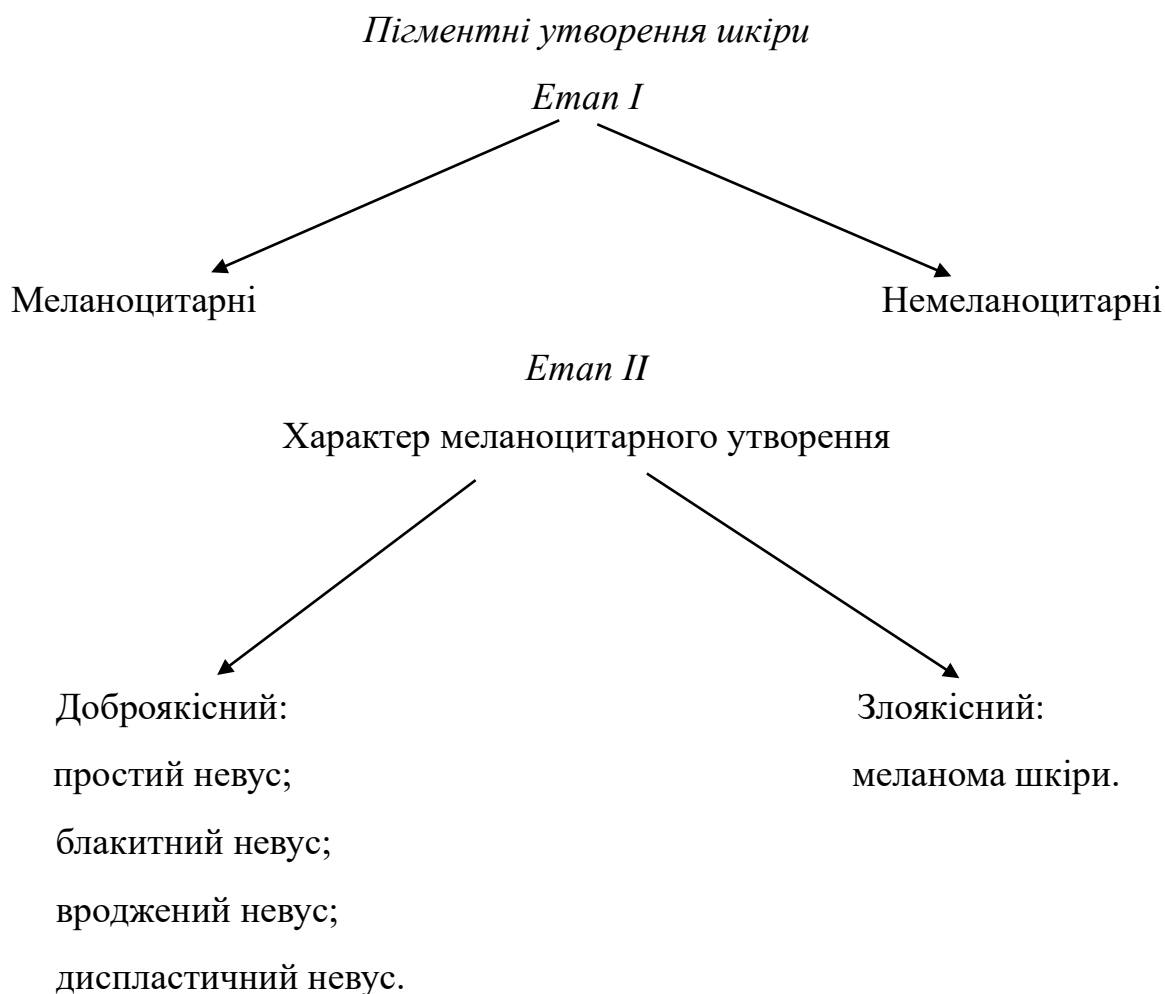 Пігментні утворення шкіри
Етап I
Меланоцитарні Немеланоцитарні
Етап II
Характер меланоцитарного утворення
Доброякісний: Злоякісний:
простий невус; меланома шкіри.
блакитний невус;
вроджений невус;
диспластичний невус.